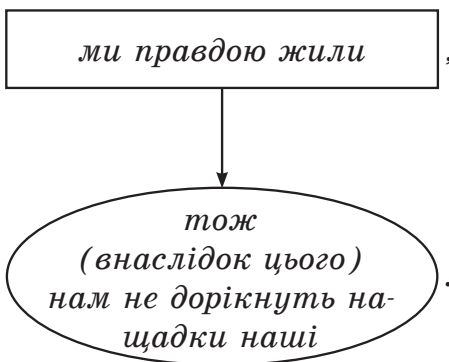 ми правдою жили ,
тож
(внаслідок цього)
нам не дорікнуть на-
щадки наші .